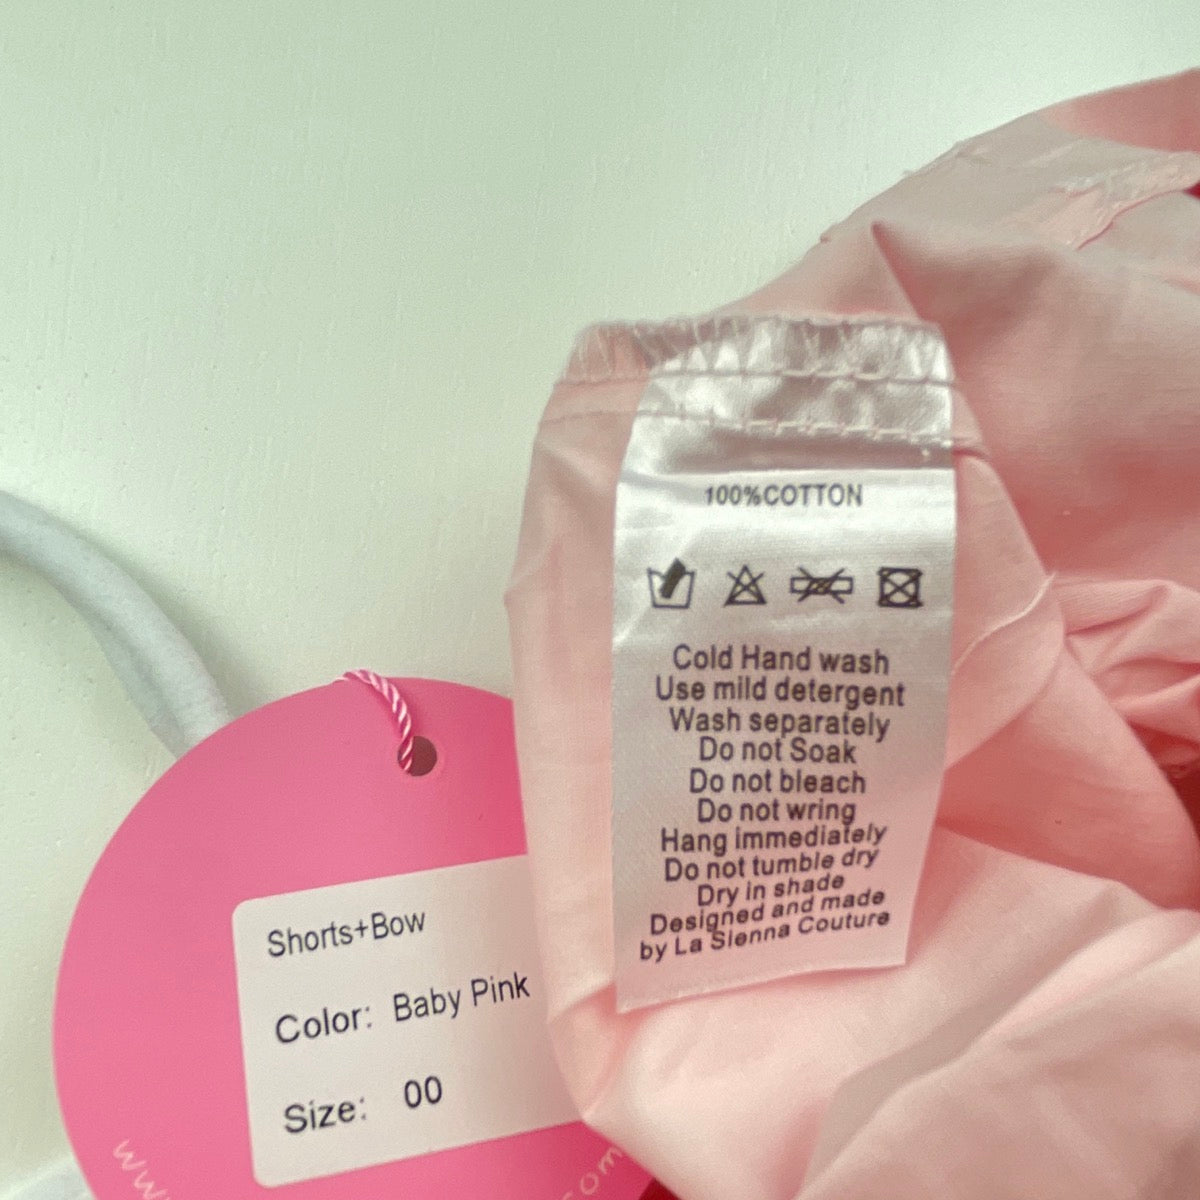 100%COTTON
Cold Hand wash
Use mild detergent
Wash separately
Do not Soak
Do not bleach
Do not wring
Hang immediately
Do not tumble dry
Dry in shade
Designed and made
by La Sienna Couture
Shorts+Bow
Color: Baby Pink
Size: 00